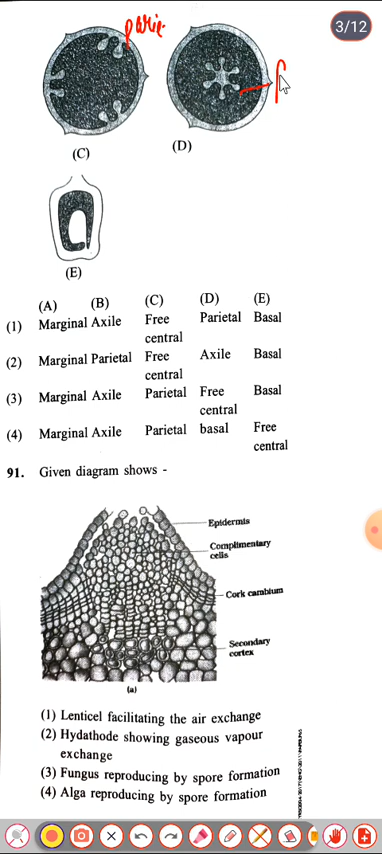 3/12
parie
f
(C)
(D)
(E)
(A) (B) (C) (D) (E)
(1) Marginal Axile Free Parietal Basal
central
(2) Marginal Parietal Free Axile Basal
central
(3) Marginal Axile Parietal Free Basal
central
(4) Marginal Axile Parietal basal Free
central
91. Given diagram shows -
Epidermis
Complimentary
cells
Cork cambium
Secondary
cortex
(a)
(1) Lenticel facilitating the air exchange
(2) Hydathode showing gaseous vapour
exchange
(3) Fungus reproducing by spore formation
(4) Alga reproducing by spore formation